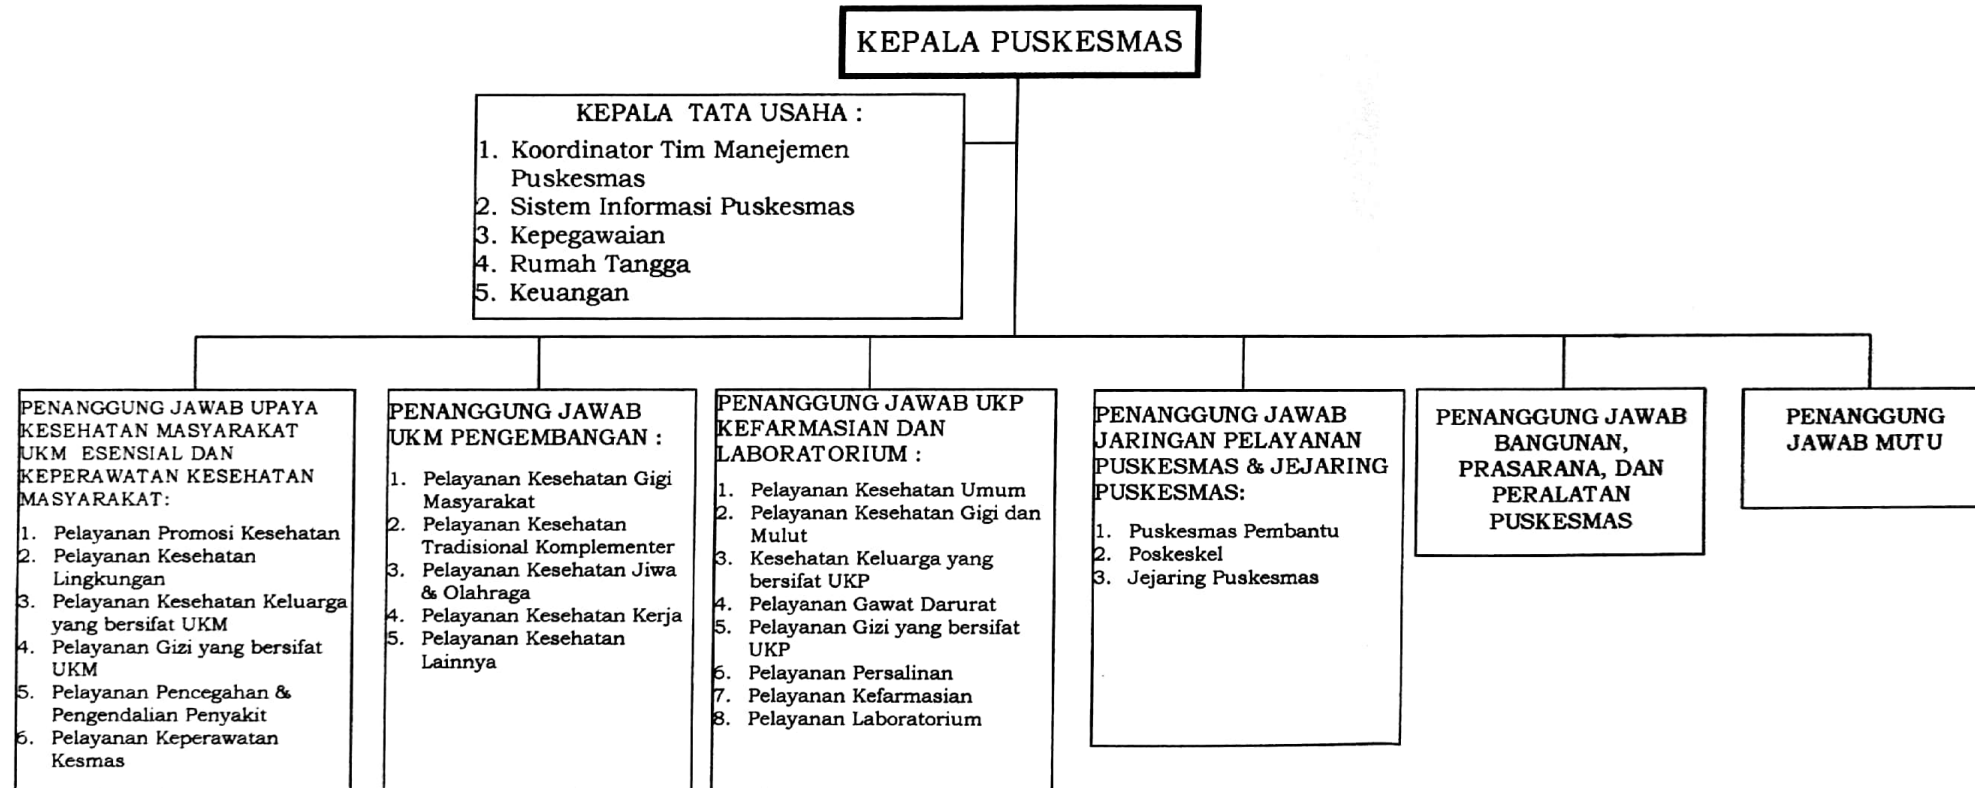 KEPALA PUSKESMAS
KEPALA TATA USAHA :
1. Koordinator Tim Manejemen
Puskesmas
2. Sistem Informasi Puskesmas
3. Kepegawaian
4. Rumah Tangga
5. Keuangan
PENANGGUNG JAWAB UPAYA
KESEHATAN MASYARAKAT
UKM ESENSIAL DAN
KEPERAWATAN KESEHATAN
MASYARAKAT:
1. Pelayanan Promosi Kesehatan
2. Pelayanan Kesehatan
Lingkungan
3. Pelayanan Kesehatan Keluarga
yang bersifat UKM
4. Pelayanan Gizi yang bersifat
UKM
5. Pelayanan Pencegahan &
Pengendalian Penyakit
6. Pelayanan Keperawatan
Kesmas
PENANGGUNG JAWAB
UKM PENGEMBANGAN :
1. Pelayanan Kesehatan Gigi
Masyarakat
2. Pelayanan Kesehatan
Tradisional Komplementer
3. Pelayanan Kesehatan Jiwa
& Olahraga
4. Pelayanan Kesehatan Kerja
5. Pelayanan Kesehatan
Lainnya
PENANGGUNG JAWAB UKP
KEFARMASIAN DAN
LABORATORIUM :
1. Pelayanan Kesehatan Umum
2. Pelayanan Kesehatan Gigi dan
Mulut
3. Kesehatan Keluarga yang
bersifat UKP
4. Pelayanan Gawat Darurat
5. Pelayanan Gizi yang bersifat
UKP
6. Pelayanan Persalinan
7. Pelayanan Kefarmasian
8. Pelayanan Laboratorium
PENANGGUNG JAWAB
JARINGAN PELAYANAN
PUSKESMAS & JEJARING
PUSKESMAS:
1. Puskesmas Pembantu
2. Poskeskel
3. Jejaring Puskesmas
PENANGGUNG JAWAB
BANGUNAN,
PRASARANA, DAN
PERALATAN
PUSKESMAS
PENANGGUNG
JAWAB MUTU